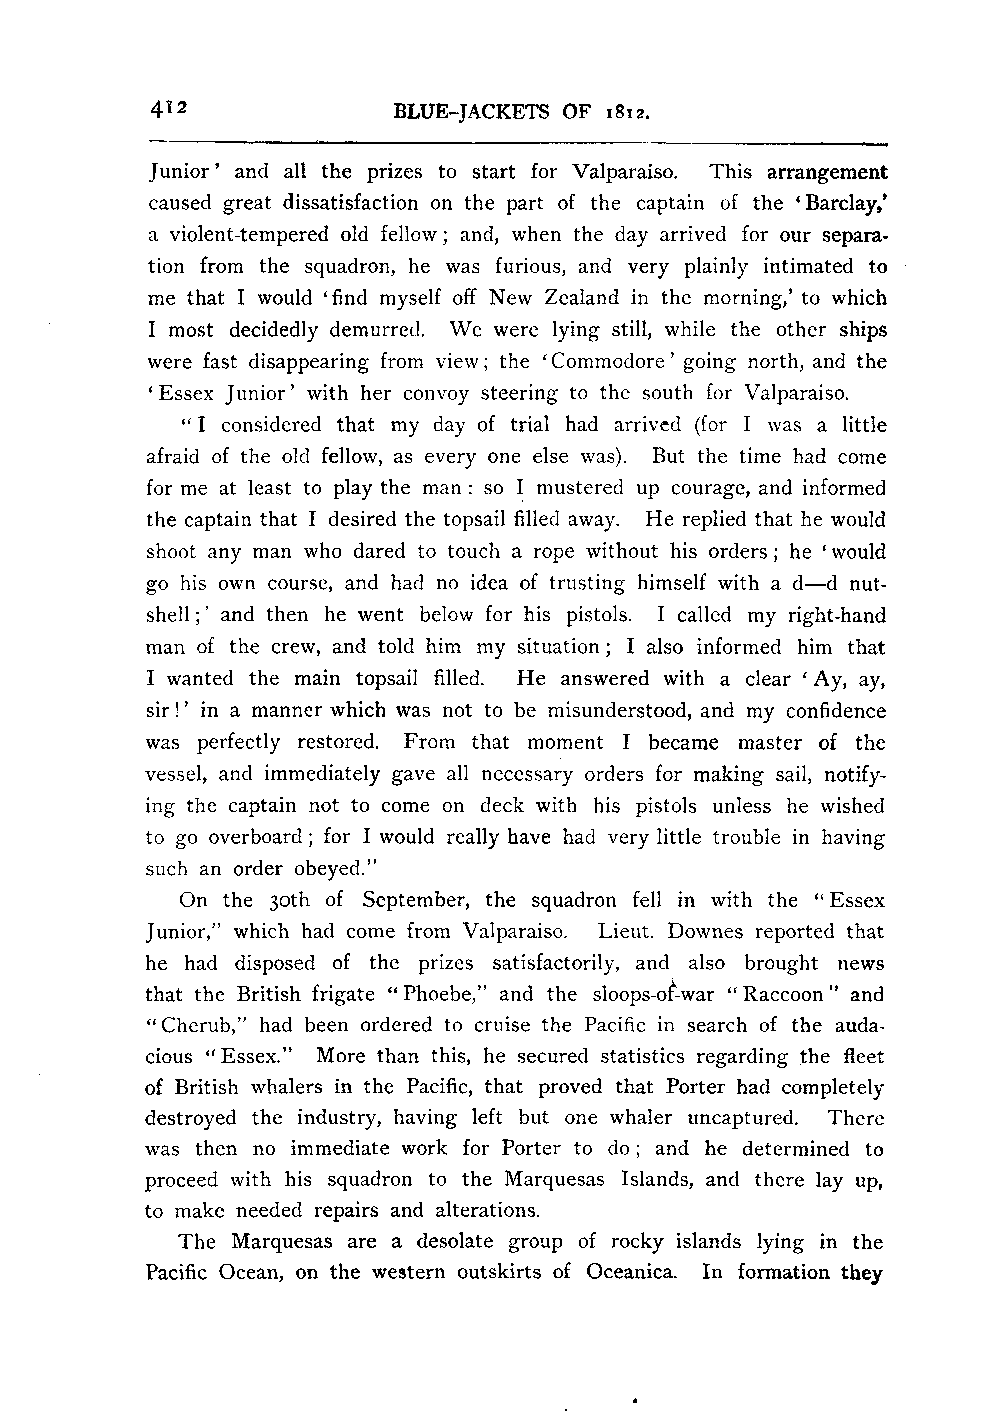 412 BLUE-JACKETS OF 1812.
Junior' and all the prizes to start for Valparaiso. This arrangement
caused great dissatisfaction on the part of the captain of the 'Barclay,'
a violent-tempered old fellow; and, when the day arrived for our separa-
tion from the squadron, he was furious, and very plainly intimated to
me that I would 'find myself off New Zealand in the morning,' to which
I most decidedly demurred. We were lying still, while the other ships
were fast disappearing from view; the 'Commodore' going north, and the
'Essex Junior' with her convoy steering to the south for Valparaiso.
"I considered that my day of trial had arrived (for I was a little
afraid of the old fellow, as every one else was). But the time had come
for me at least to play the man: so I mustered up courage, and informed
the captain that I desired the topsail filled away. He replied that he would
shoot any man who dared to touch a rope without his orders; he 'would
go his own course, and had no idea of trusting himself with a d—d nut-
shell;' and then he went below for his pistols. I called my right-hand
man of the crew, and told him my situation; I also informed him that
I wanted the main topsail filled. He answered with a clear 'Ay, ay,
sir!' in a manner which was not to be misunderstood, and my confidence
was perfectly restored. From that moment I became master of the
vessel, and immediately gave all necessary orders for making sail, notify-
ing the captain not to come on deck with his pistols unless he wished
to go overboard; for I would really have had very little trouble in having
such an order obeyed."
On the 30th of September, the squadron fell in with the "Essex
Junior," which had come from Valparaiso. Lieut. Downes reported that
he had disposed of the prizes satisfactorily, and also brought news
that the British frigate "Phoebe," and the sloops-of-war "Raccoon" and
"Cherub," had been ordered to cruise the Pacific in search of the auda-
cious "Essex." More than this, he secured statistics regarding the fleet
of British whalers in the Pacific, that proved that Porter had completely
destroyed the industry, having left but one whaler uncaptured. There
was then no immediate work for Porter to do; and he determined to
proceed with his squadron to the Marquesas Islands, and there lay up,
to make needed repairs and alterations.
The Marquesas are a desolate group of rocky islands lying in the
Pacific Ocean, on the western outskirts of Oceanica. In formation they